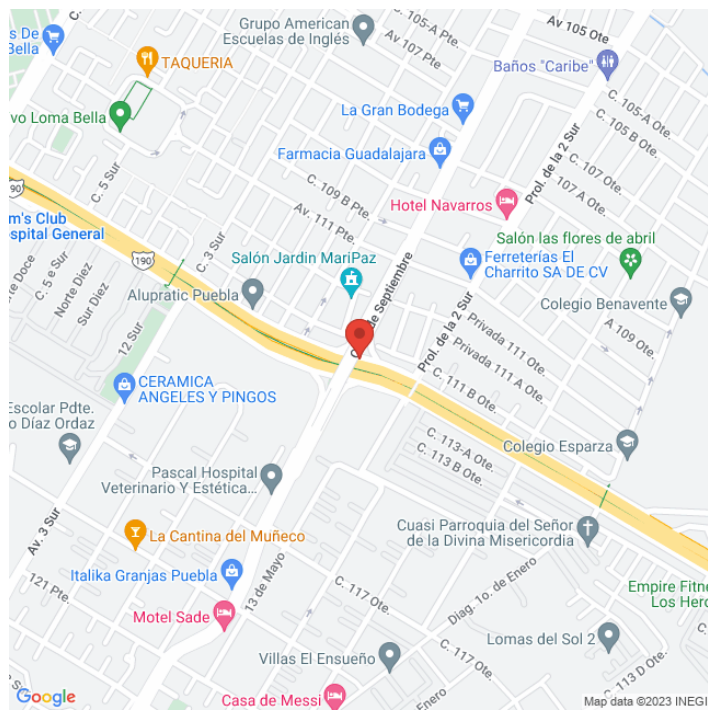 Grupo American
Escuelas de Inglés
C. 105-A Pte.
Av 105 Ote
Av 107 Pte.
s De
Bella
TAQUERIA
Baños "Caribe"
La Gran Bodega
C. 105-A Ote.
C. 105 B Ote.
vo Loma Bella
Farmacia Guadalajara
Prol. de la 2 Sur
C. 107 Ote.
107 A Ote.
C. 5 Sur
C. 109 B Pte.
Hotel Navarros
190
m's Club
spital General
Av. 111 Pte.
Salón las flores de abril
C. 3 Sur
190
Salón Jardin MariPaz
de Septiembre
Ferreterías El
Charrito SA DE CV
Norte Doce
C. 5 e Sur
Norte Diez
Sur Diez
Alupratic Puebla
Colegio Benavente
Prol. de la 2 Sur
Privada 111 Ote.
A 109 Ote.
12 Sur
Privada 111 A Ote.
CERAMICA
ANGELES Y PINGOS
C. 111 B Ote.
Escolar Pdte.
o Díaz Ordaz
C. 113-A Ote.
C. 113 B Ote.
Colegio Esparza
Pascal Hospital
Veterinario Y Estética...
Av. 3 Sur
La Cantina del Muñeco
Cuasi Parroquia del Señor
de la Divina Misericordia
Italika Granjas Puebla
121 Pte.
13 de Mayo
C. 117 Ote.
Diag. 1o. de Enero
Empire Fitne
Los Hero
Motel Sade
Lomas del Sol 2
Villas El Ensueño
C. 117 Ote.
C. 113 D Ote.
Casa de Messi
Enero
Google
Map data ©2023 INEGI